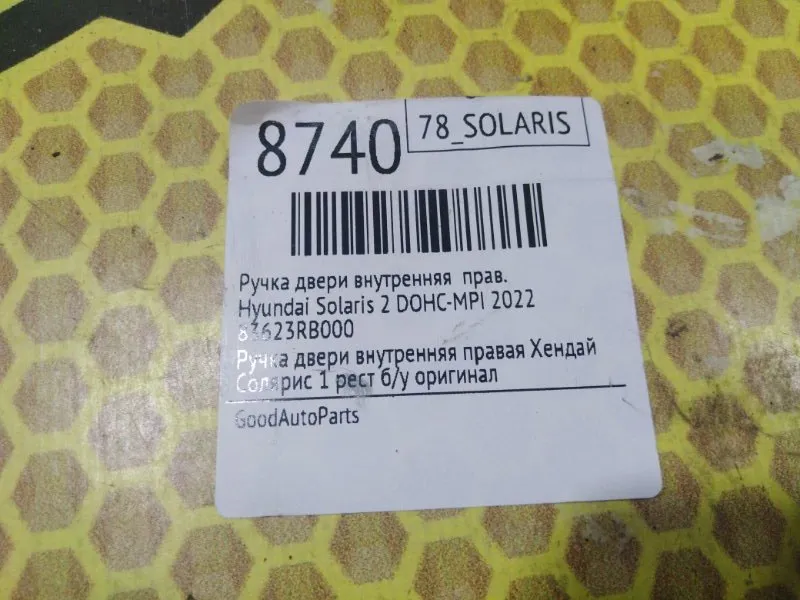 8740
78_SOLARIS
Ручка двери внутренняя прав.
Hyundai Solaris 2 DOHC-MPI 2022
83623RB000
Ручка двери внутренняя правая Хендай
Солярис 1 рест б/у оригинал
GoodAutoParts